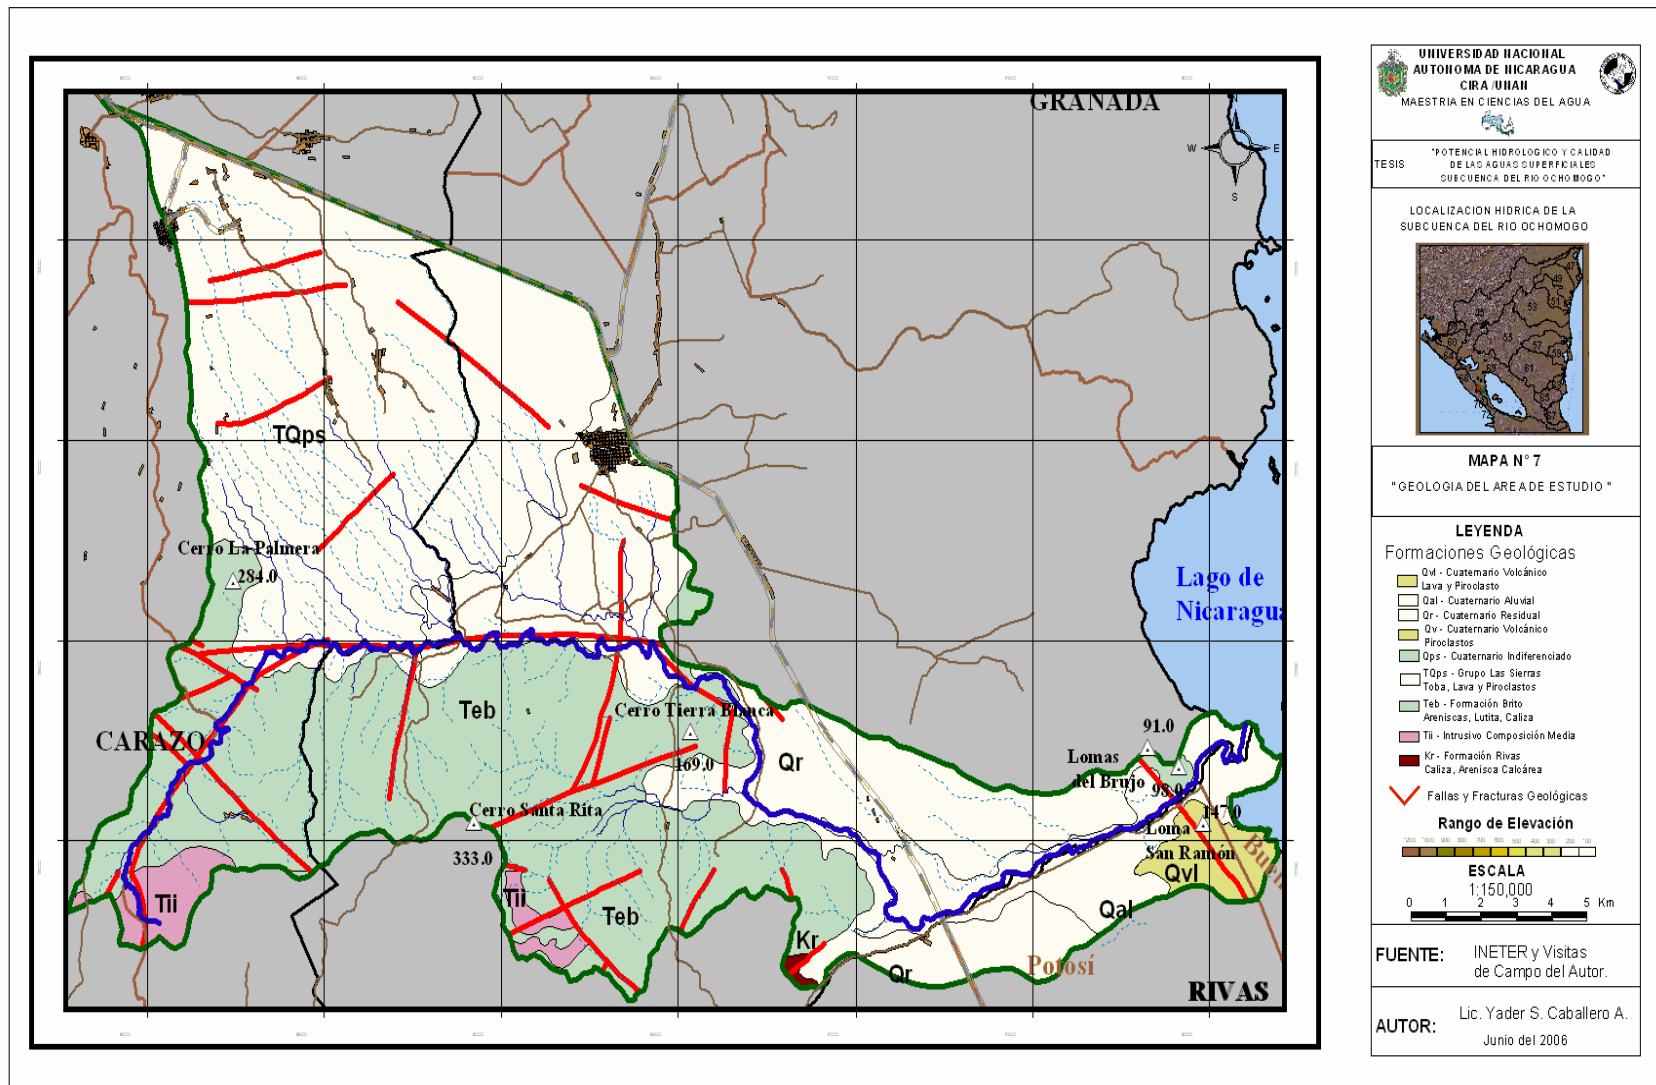 GRANADA
N
W
E
S
TQps
Cerro La Palmera
284.0
Lago de
Nicaragua
CARAZO
Teb
Cerro Tierra Blanca
169.0
Qr
91.0
Lomas
del Brujo
98.0
147.0
Loma
San Ramón
Qvl
Cerro Santa Rita
333.0
Tii
Tii
Teb
Kr
Qr
Qal
Potosí
RIVAS
UNIVERSIDAD NACIONAL
AUTONOMA DE NICARAGUA
CIRA /UNAN
MAESTRIA EN CIENCIAS DEL AGUA
TESIS
"POTENCIAL HIDROLOGICO Y CALIDAD
DE LAS AGUAS SUPERFICIALES
SUBCUENCA DEL RIO OCHOMOGO"
LOCALIZACION HIDRICA DE LA
SUBCUENCA DEL RIO OCHOMOGO
MAPA N° 7
" GEOLOGIA DEL AREA DE ESTUDIO "
LEYENDA
Formaciones Geológicas
Qvl - Cuaternario Volcánico
Lava y Piroclasto
Qal - Cuaternario Aluvial
Qr - Cuaternario Residual
Qv - Cuaternario Volcánico
Piroclastos
Qps - Cuaternario Indiferenciado
TQps - Grupo Las Sierras
Toba, Lava y Piroclastos
Teb - Formación Brito
Areniscas, Lutita, Caliza
Tii - Intrusivo Composición Media
Kr - Formación Rivas
Caliza, Arenisca Calcárea
Fallas y Fracturas Geológicas
Rango de Elevación
ESCALA
1:150,000
0 1 2 3 4 5 Km
FUENTE:
INETER y Visitas
de Campo del Autor.
AUTOR:
Lic. Yader S. Caballero A.
Junio del 2006